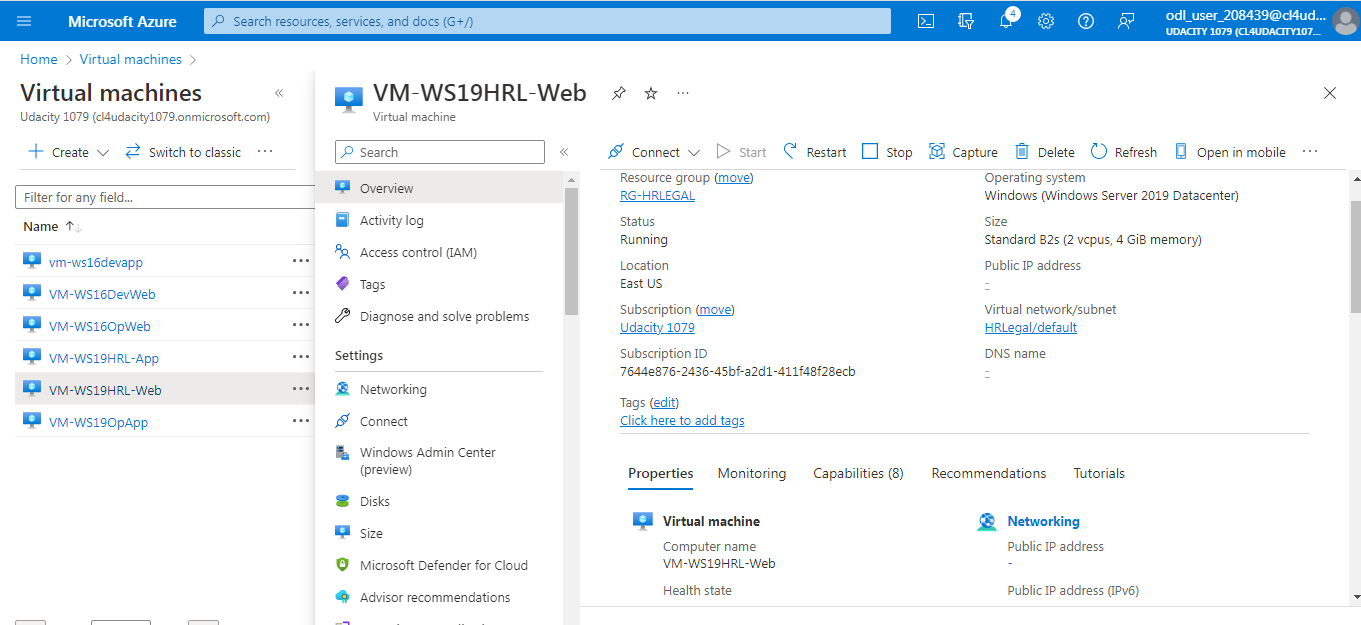 Microsoft Azure
Search resources, services, and docs (G+/)
4
odl_user_208439@cl4ud...
UDACITY 1079 (CL4UDACITY107...
Home > Virtual machines >
Virtual machines
«
Udacity 1079 (cl4udacity1079.onmicrosoft.com)
Create
Switch to classic
...
Filter for any field...
Name
vm-ws16devapp
VM-WS16DevWeb
VM-WS16OpWeb
VM-WS19HRL-App
VM-WS19HRL-Web
VM-WS19OpApp
VM-WS19HRL-Web
...
Virtual machine
Search
«
Overview
Activity log
Access control (IAM)
Tags
Diagnose and solve problems
Settings
Networking
Connect
Windows Admin Center
(preview)
Disks
Size
Microsoft Defender for Cloud
Advisor recommendations
Connect
Start
Restart
Stop
Capture
Delete
Refresh
Open in mobile
...
Resource group (move)
RG-HRLEGAL
Status
Running
Location
East US
Subscription (move)
Udacity 1079
Subscription ID
7644e876-2436-45bf-a2d1-411f48f28ecb
Tags (edit)
Click here to add tags
Operating system
Windows (Windows Server 2019 Datacenter)
Size
Standard B2s (2 vcpus, 4 GiB memory)
Public IP address
-
Virtual network/subnet
HRLegal/default
DNS name
-
Properties
Monitoring
Capabilities (8)
Recommendations
Tutorials
Virtual machine
Computer name
VM-WS19HRL-Web
Health state
Networking
Public IP address
-
Public IP address (IPv6)